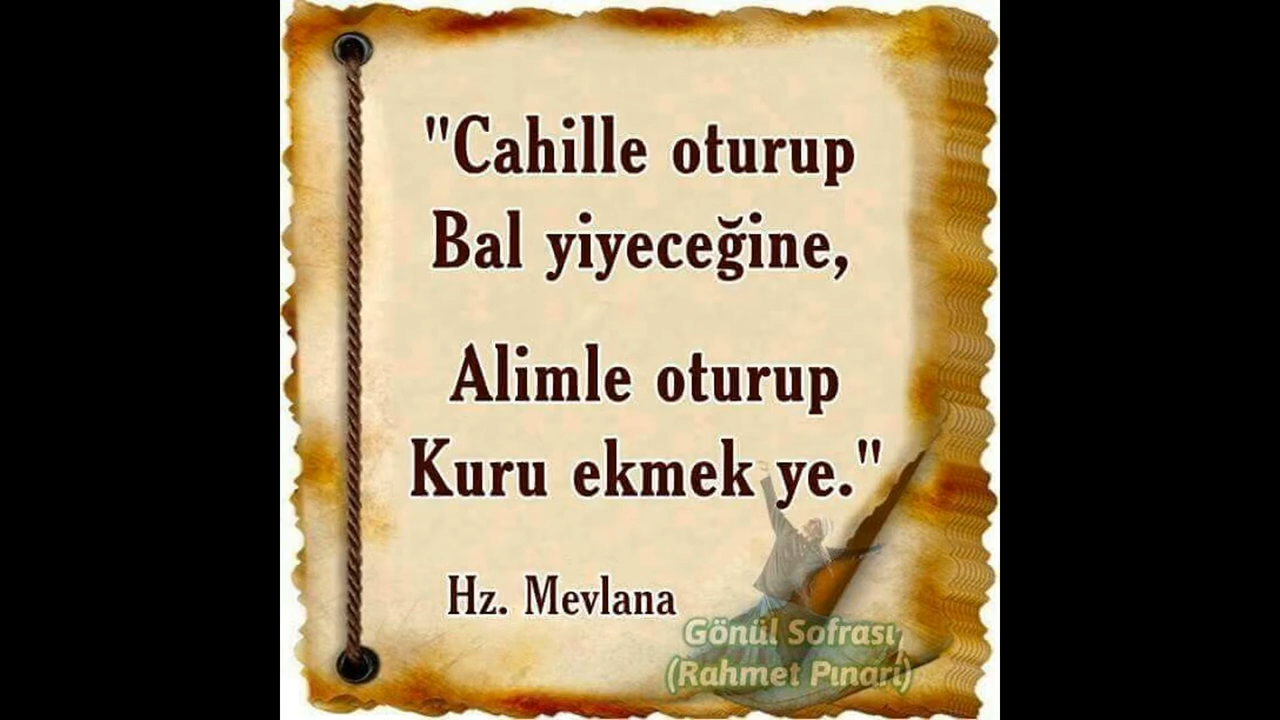 "Cahille oturup
Bal yiyeceğine,
Alimle oturup
Kuru ekmek ye."
Hz. Mevlana
Gönül Sofrası
(Rahmet Pınarı)